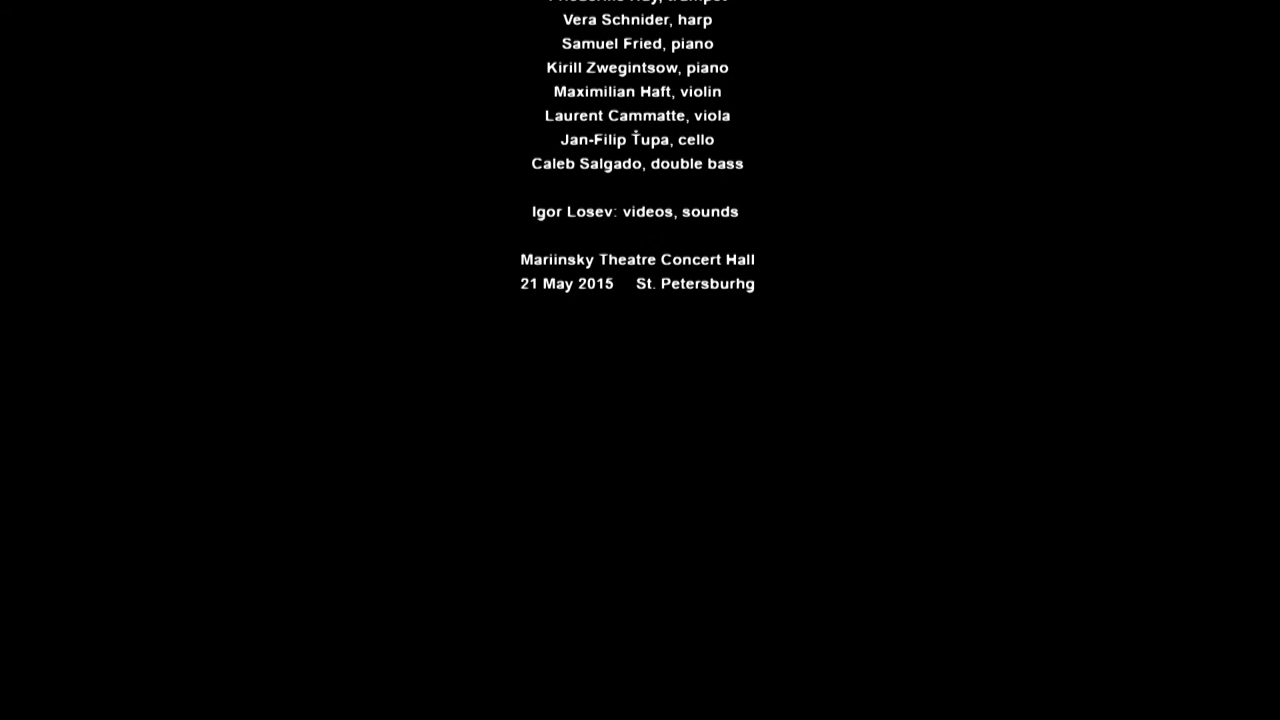 Vera Schnider, harp
Samuel Fried, piano
Kirill Zwegintsow, piano
Maximilian Haft, violin
Laurent Cammatte, viola
Jan-Filip Ťupa, cello
Caleb Salgado, double bass
Igor Losev: videos, sounds
Mariinsky Theatre Concert Hall
21 May 2015 St. Petersburhg